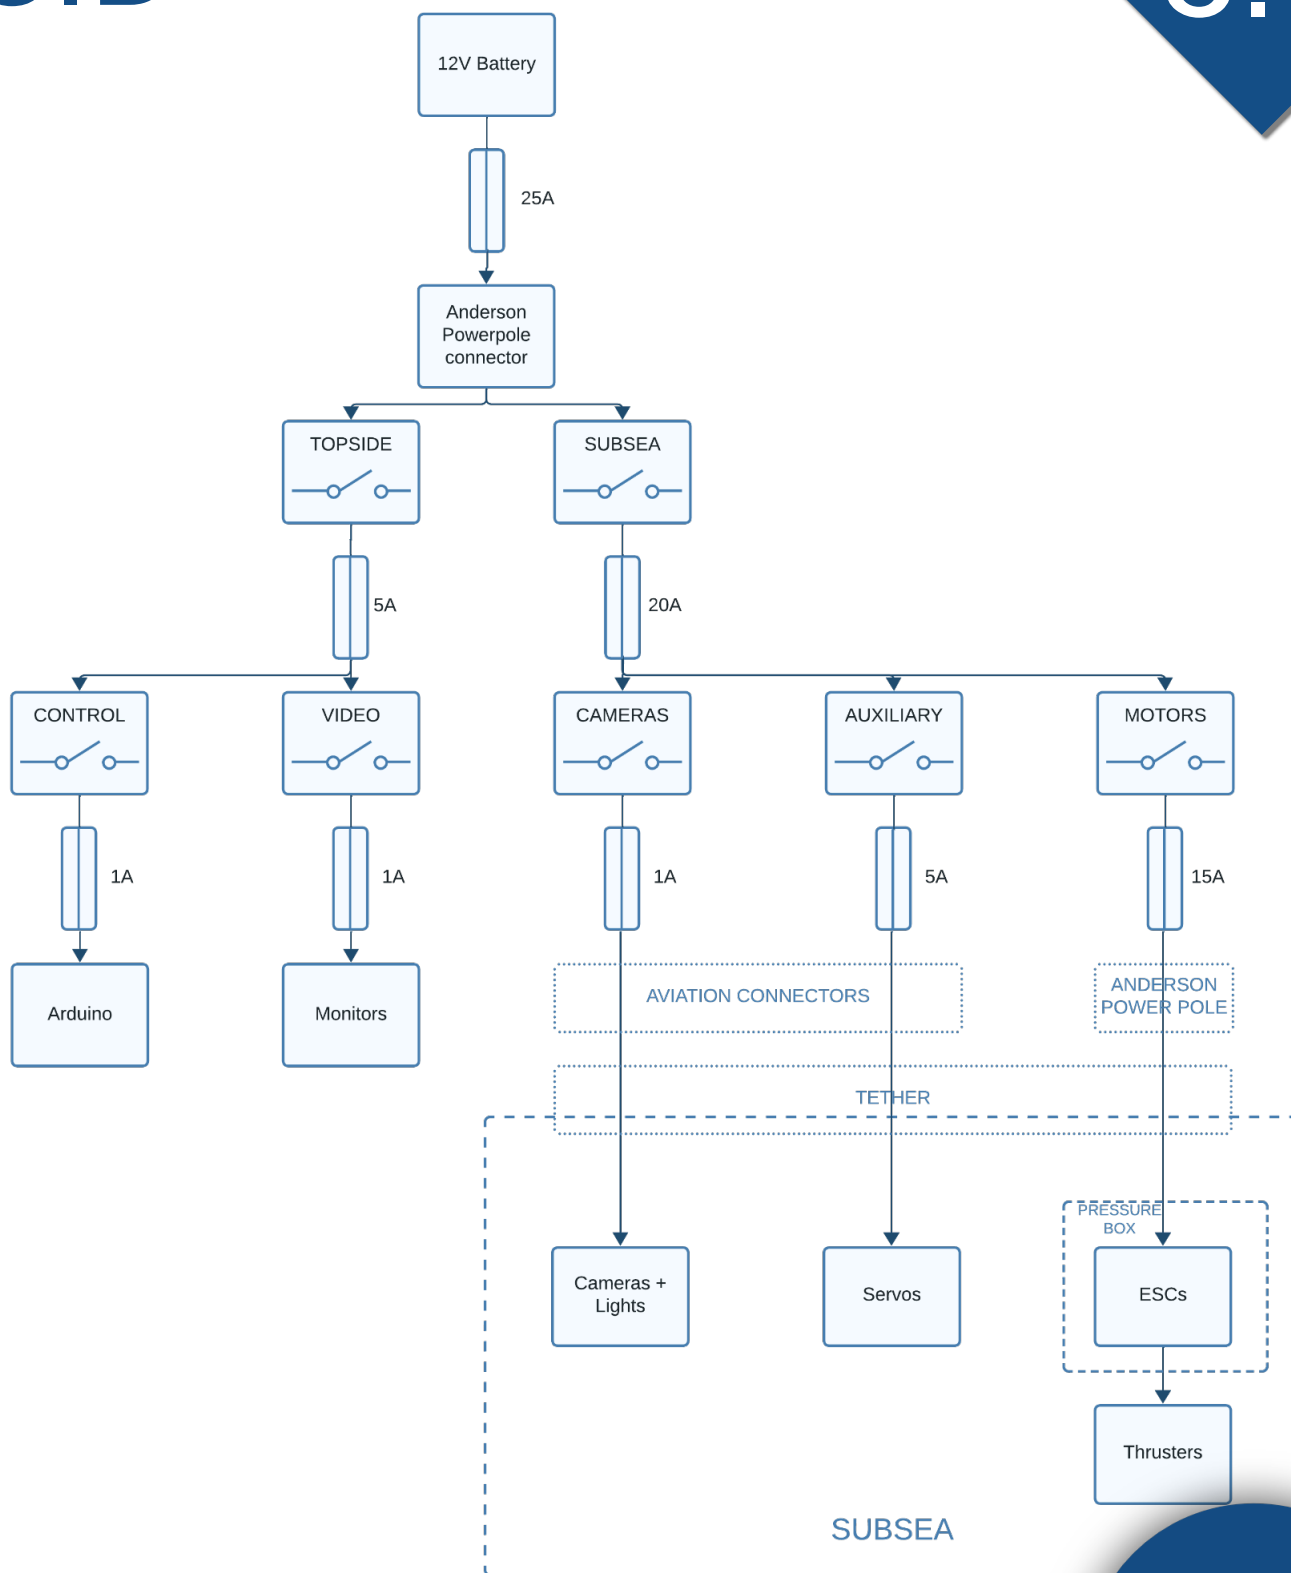 12V Battery
25A
Anderson
Powerpole
connector
TOPSIDE
SUBSEA
5A
20A
CONTROL
VIDEO
CAMERAS
AUXILIARY
MOTORS
1A
1A
1A
5A
15A
Arduino
Monitors
AVIATION CONNECTORS
ANDERSON
POWER POLE
TETHER
PRESSURE
BOX
Cameras +
Lights
Servos
ESCs
Thrusters
SUBSEA